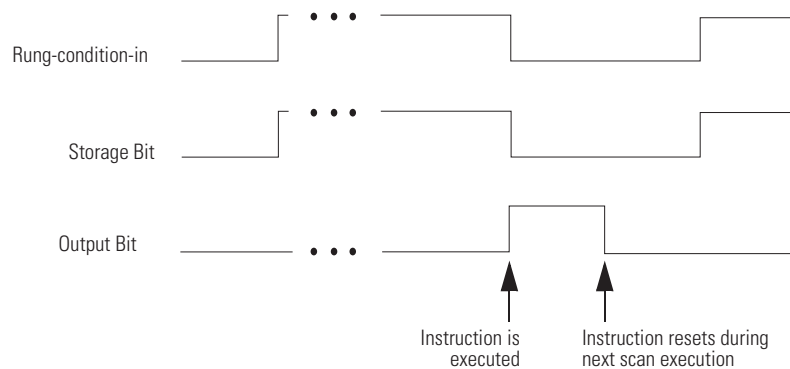 Rung-condition-in
Storage Bit
Output Bit
Instruction is
executed
Instruction resets during
next scan execution